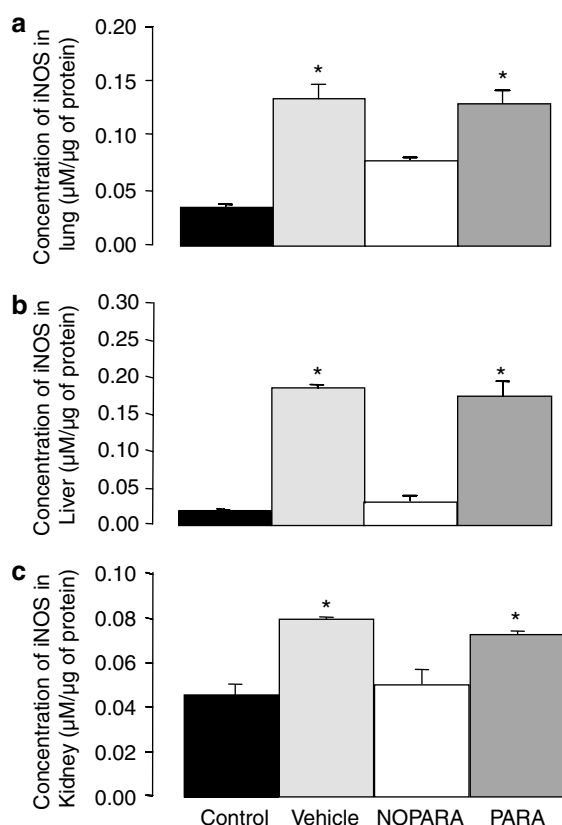 a
Concentration of iNOS in
lung (µM/µg of protein)
0.20
0.15
0.10
0.05
0.00
*
*
b
Concentration of iNOS in
Liver (µM/µg of protein)
0.30
0.20
0.15
0.10
0.05
0.00
*
*
c
Concentration of iNOS in
Kidney (µM/µg of protein)
0.10
0.08
0.06
0.04
0.02
0.00
*
*
Control Vehicle NOPARA PARA